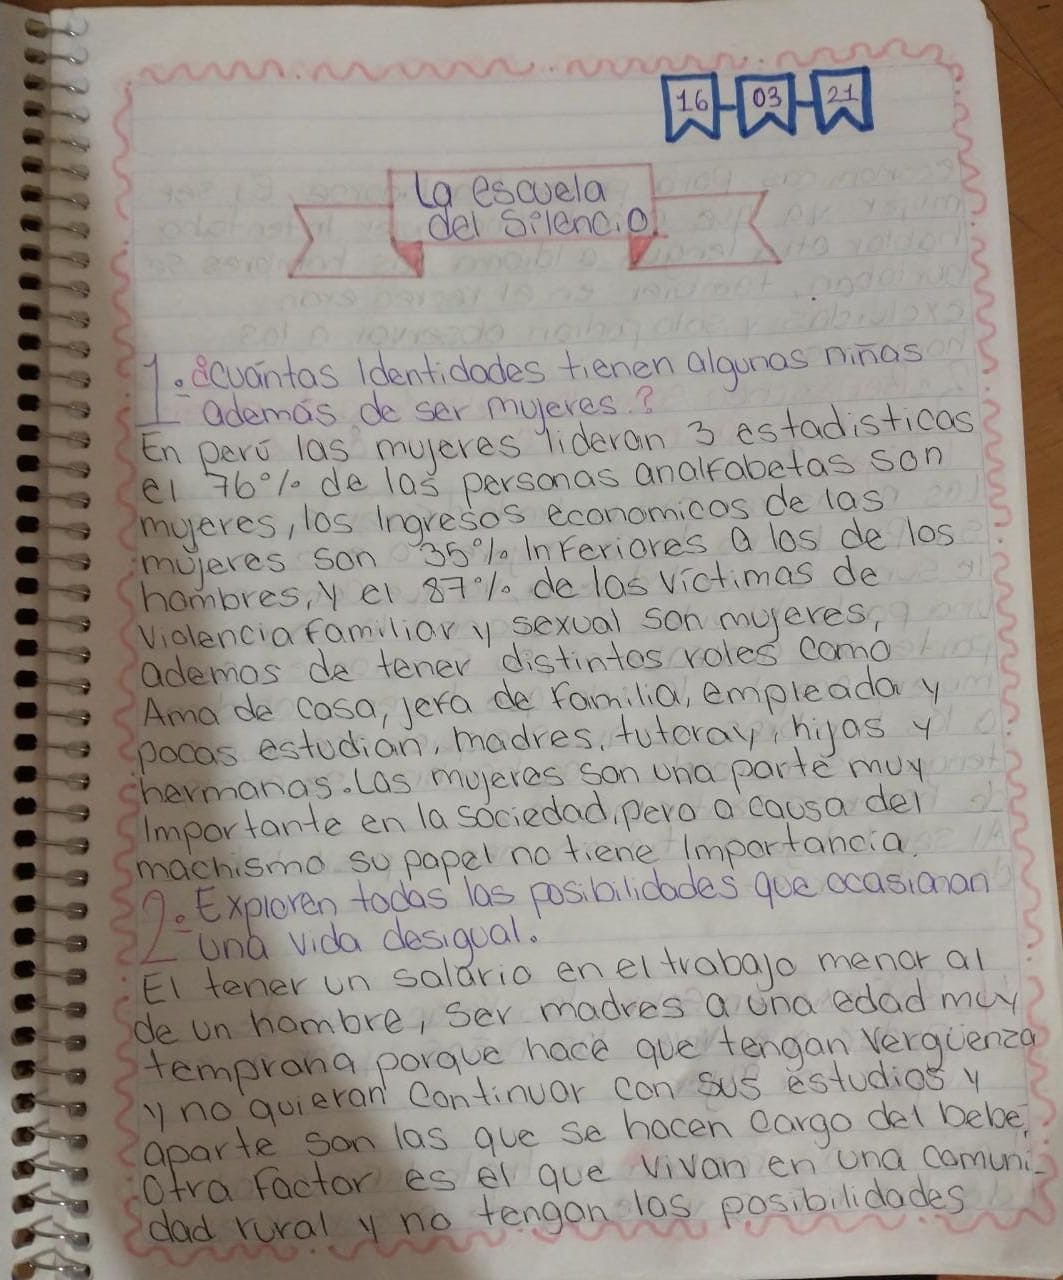 16 03 21
La escuela
del Silencio.
1. ¿cuántas Identidades tienen algunas niñas
además de ser mujeres.?
En perú las mujeres lideran 3 estadisticas
el 76% de las personas analfabetas son
mujeres, los Ingresos economicos de las
mujeres son 35% Inferiores a los de los
hombres, y el 87% de las víctimas de
Violencia familiar y sexual son mujeres,
ademas de tener distintos roles como
Ama de casa, jefa de familia, empleada y
pocas estudian, madres, tutoray, hijas y
hermanas. Las mujeres son una parte muy
Importante en la sociedad, pero a causa del
machismo su papel no tiene Importancia.
2. Exploren todas las posibilidades que ocasionan
una vida desigual.
El tener un salario en el trabajo menor al
de un hombre, ser madres a una edad muy
temprana porque hace que tengan vergüenza
y no quieran continuar con sus estudios y
aparte son las que se hacen cargo del bebe.
Otra factor es el que vivan en una comuni-
dad rural y no tengan las posibilidades